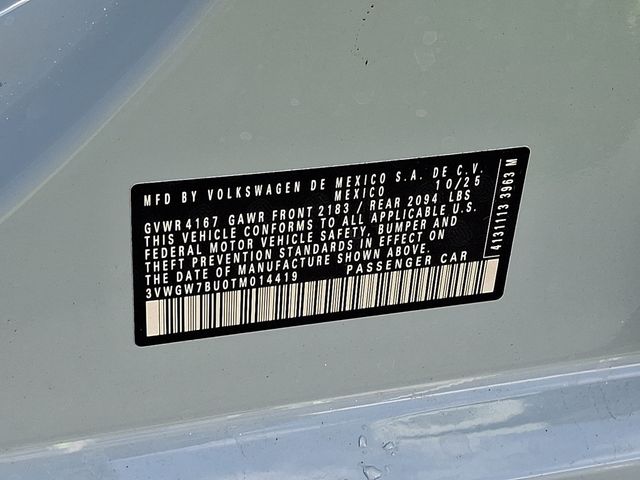 MFD BY VOLKSWAGEN DE MEXICO S.A. DE C.V.
MEXICO 10/25
GVWR 4167 GAWR FRONT 2183 / REAR 2094 LBS
THIS VEHICLE CONFORMS TO ALL APPLICABLE U.S.
FEDERAL MOTOR VEHICLE SAFETY, BUMPER AND
THEFT PREVENTION STANDARDS IN EFFECT ON
THE DATE OF MANUFACTURE SHOWN ABOVE.
3VWGW7BU0TM014419 PASSENGER CAR
4131113 3963 M